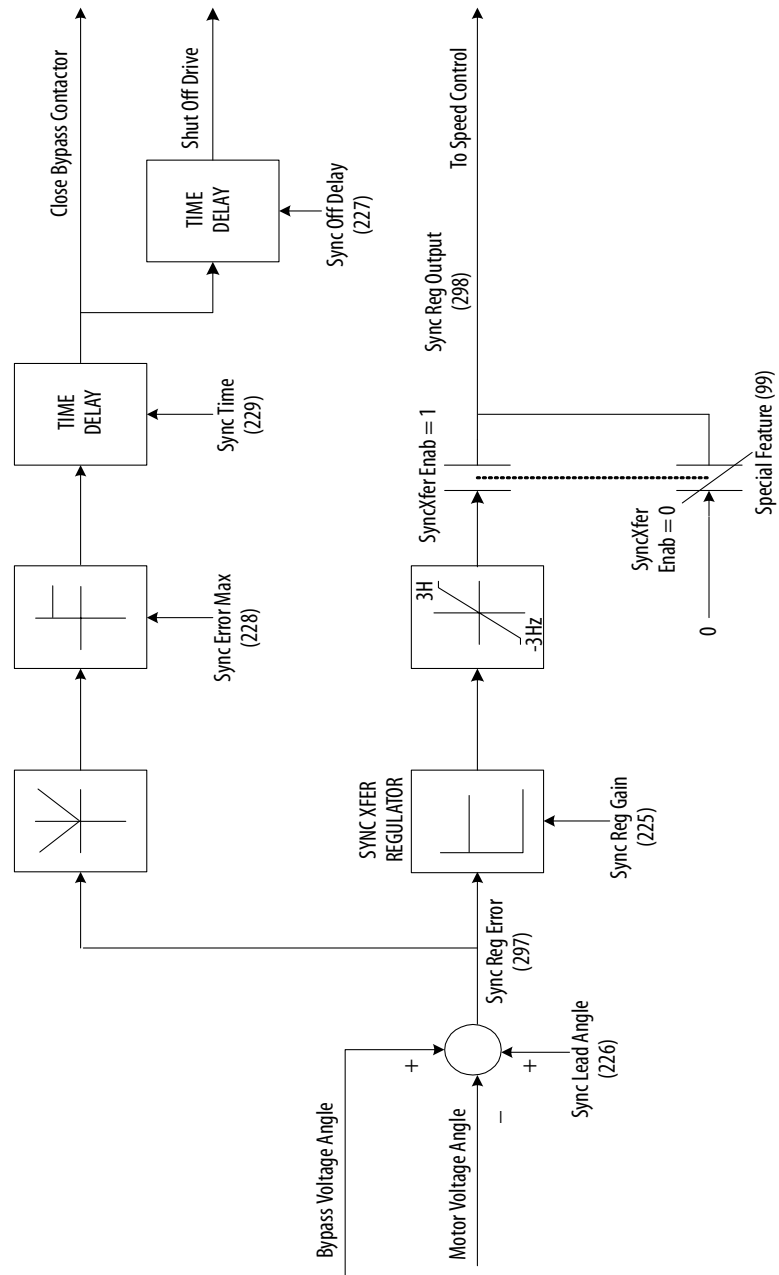 Close Bypass Contactor
Shut Off Drive
TIME
DELAY
Sync Off Delay
(227)
TIME
DELAY
Sync Time
(229)
Sync Error Max
(228)
To Speed Control
Sync Reg Output
(298)
SyncXfer Enab = 1
SyncXfer
Enab = 0
Special Feature (99)
0
3H
-3Hz
SYNC XFER
REGULATOR
Sync Reg Gain
(225)
Sync Reg Error
(297)
+
+
–
Sync Lead Angle
(226)
Bypass Voltage Angle
Motor Voltage Angle